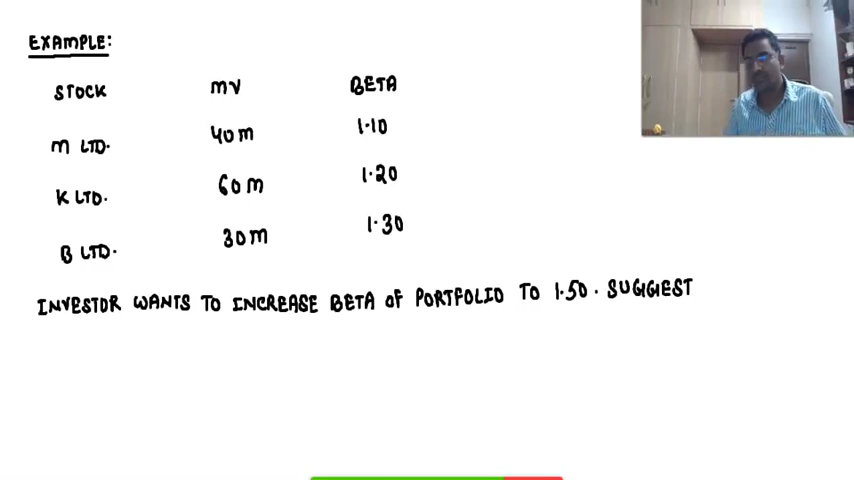 EXAMPLE:
STOCK MV BETA
M LTD. 40M 1.10
K LTD. 60M 1.20
B LTD. 30M 1.30
INVESTOR WANTS TO INCREASE BETA OF PORTFOLIO TO 1.50. SUGGEST